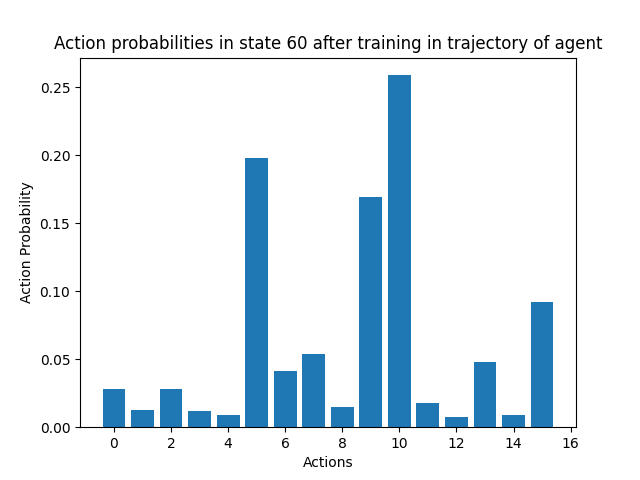 Action probabilities in state 60 after training in trajectory of agent
0.25
0.20
0.15
0.10
0.05
0.00
Action Probability
0 2 4 6 8 10 12 14 16
Actions